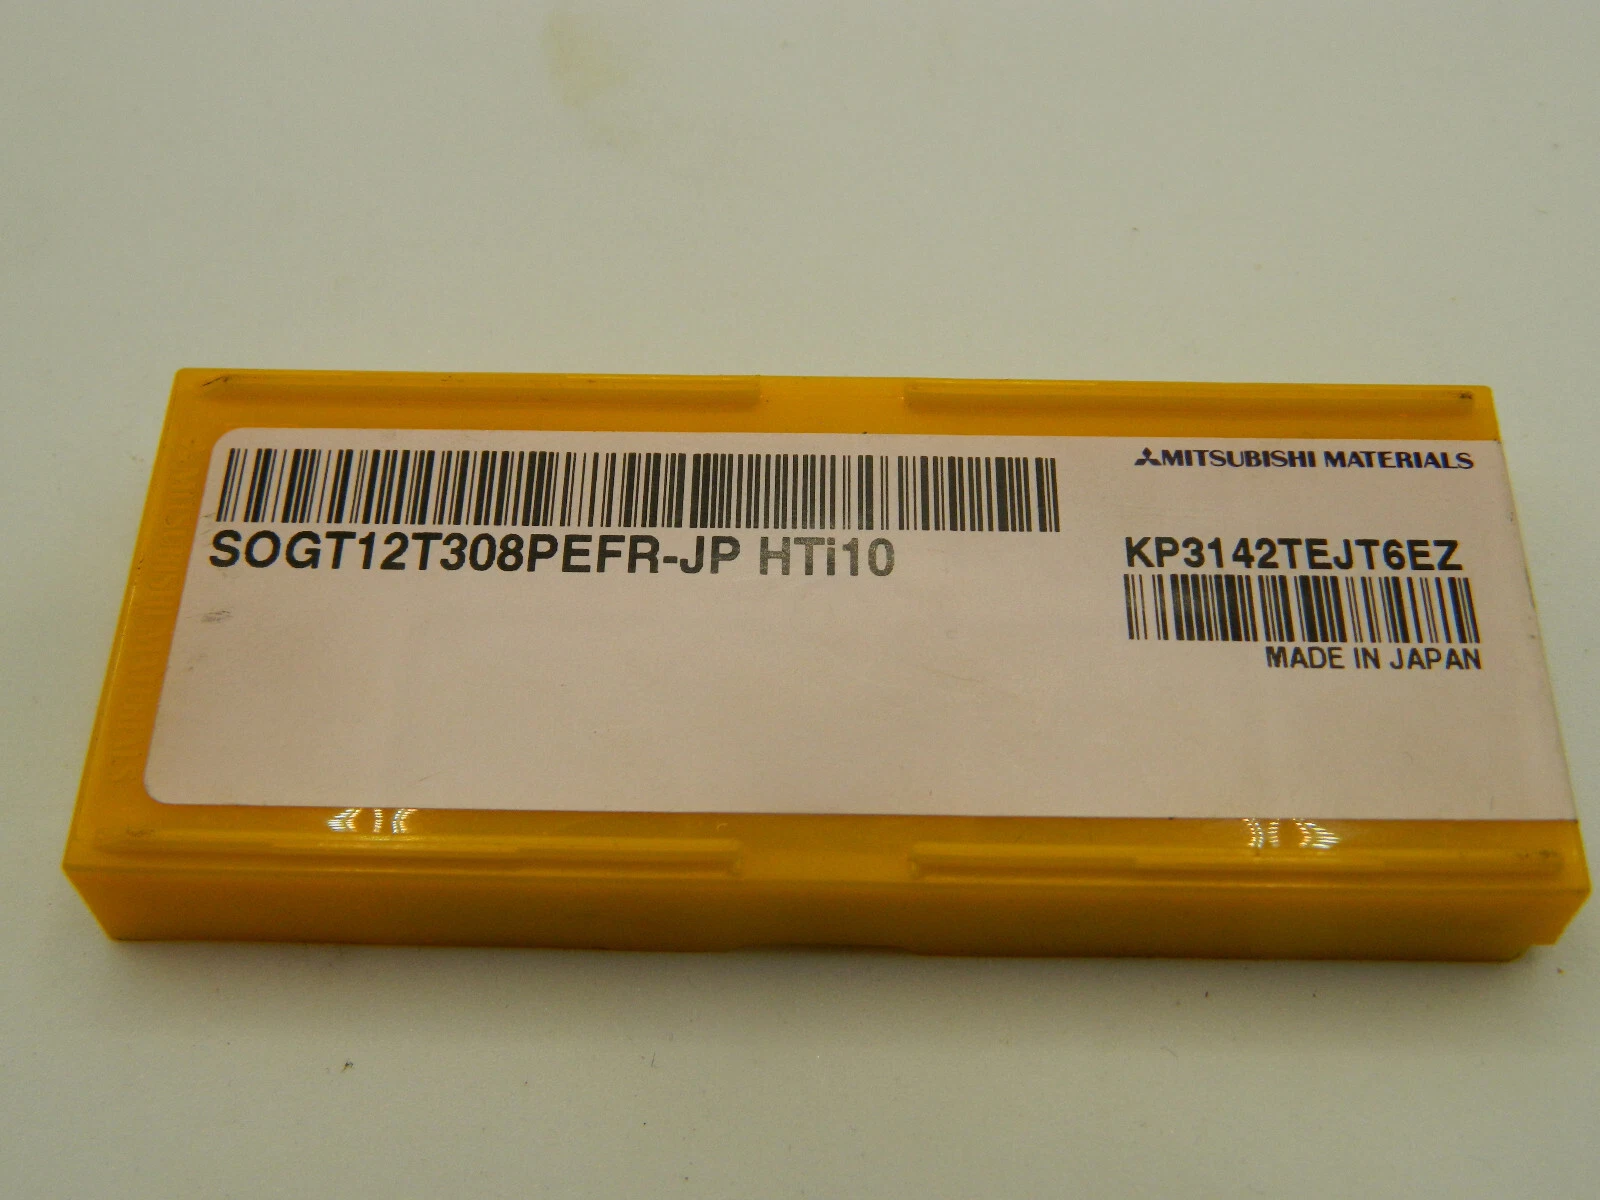 MITSUBISHI MATERIALS
SOGT12T308PEFR-JP HTi10
KP3142TEJT6EZ
MADE IN JAPAN